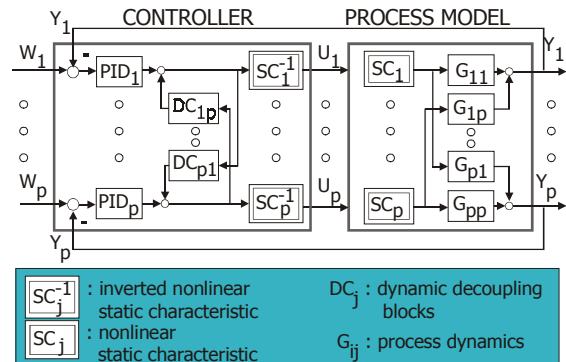 CONTROLLER PROCESS MODEL
Y1 Y1
W1 - PID1 SC1^-1 U1 SC1 G11
DC1p G1p
DCp1 Gp1
Wp PIDp SCp^-1 Up SCp Gpp Yp
-
Yp
SCj^-1 : inverted nonlinear static characteristic
SCj : nonlinear static characteristic
DCj : dynamic decoupling blocks
Gij : process dynamics